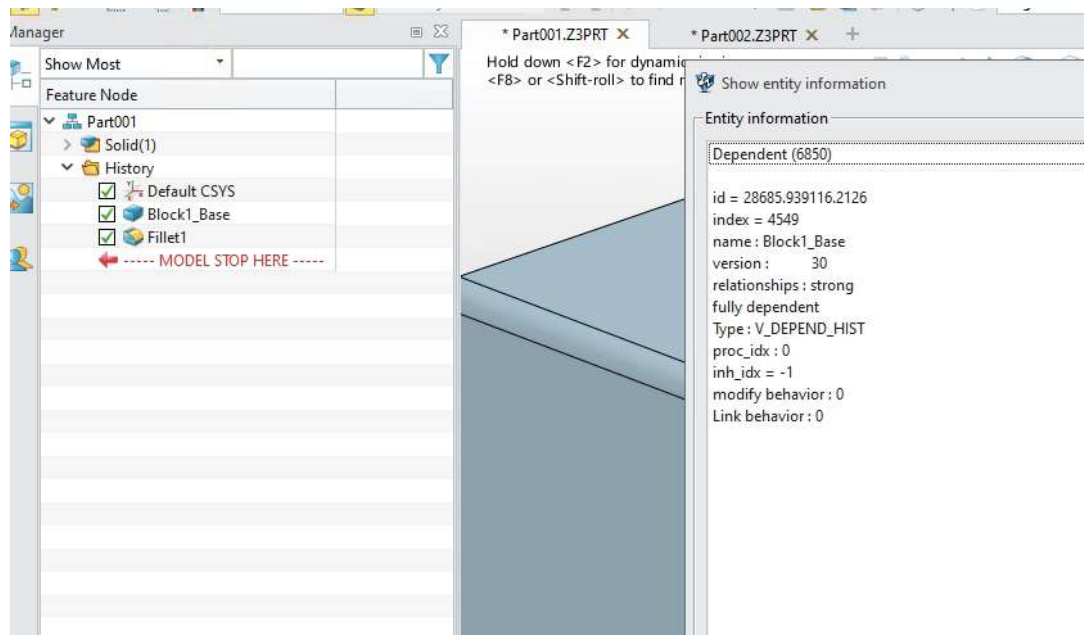 Manager
* Part001.Z3PRT
* Part002.Z3PRT
Show Most
Feature Node
Part001
Solid(1)
History
Default CSYS
Block1_Base
Fillet1
----- MODEL STOP HERE -----
Hold down <F2> for dynamic
<F8> or <Shift-roll> to find
Show entity information
Entity information
Dependent (6850)
id = 28685.939116.2126
index = 4549
name : Block1_Base
version : 30
relationships : strong
fully dependent
Type : V_DEPEND_HIST
proc_idx : 0
inh_idx = -1
modify behavior : 0
Link behavior : 0